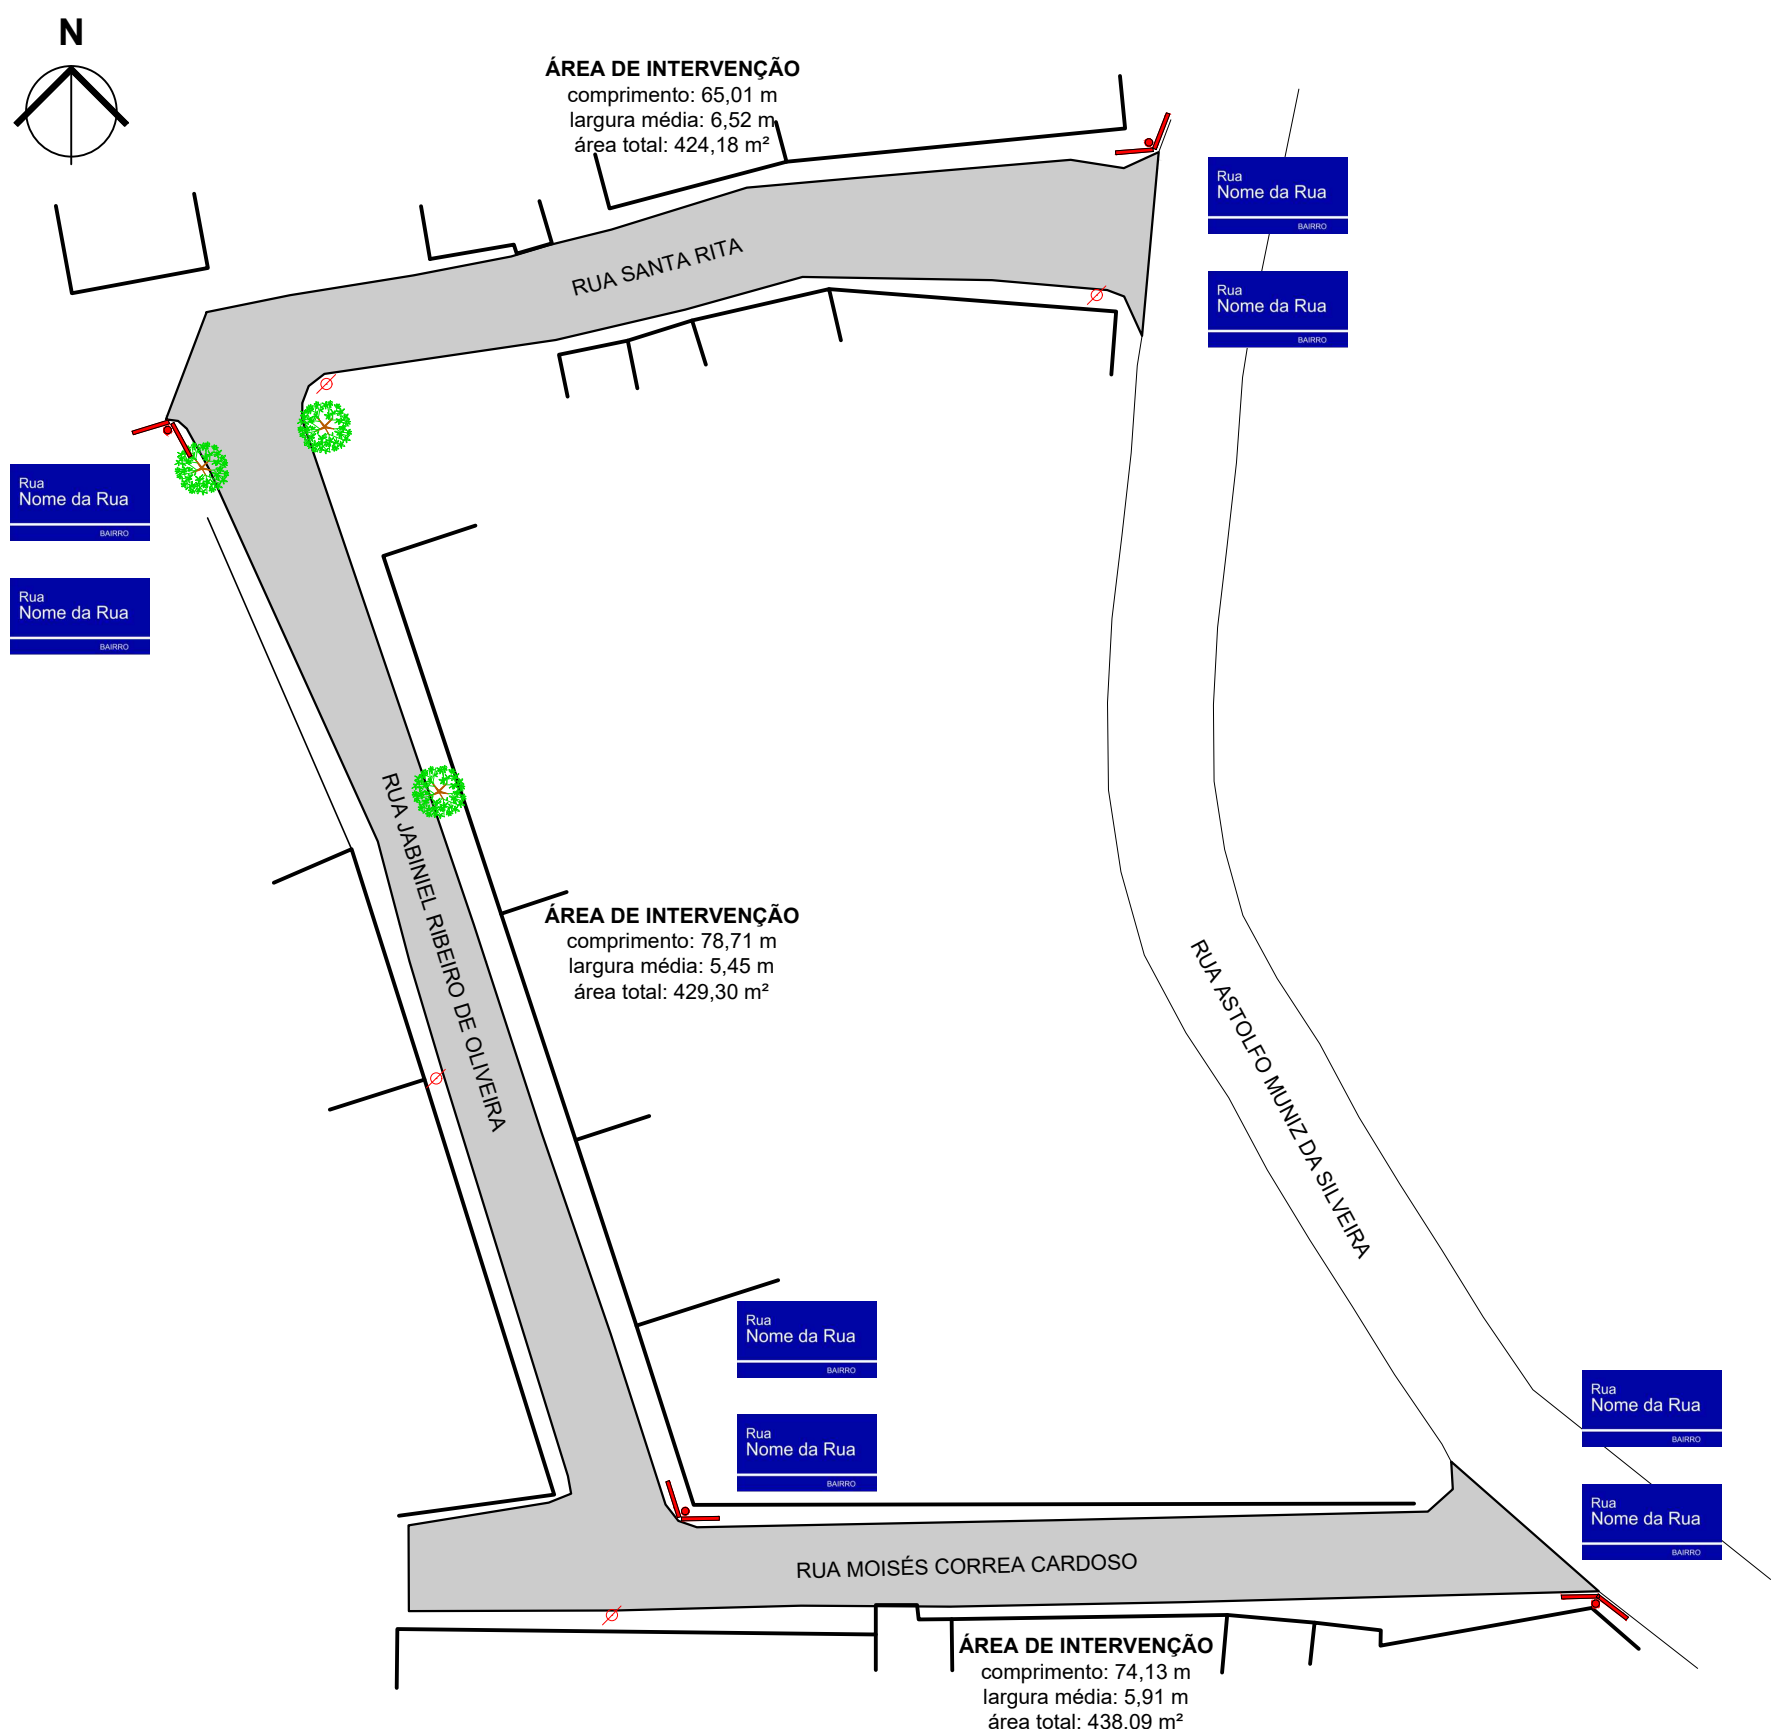 N
ÁREA DE INTERVENÇÃO
comprimento: 65,01 m
largura média: 6,52 m
área total: 424,18 m²
Rua
Nome da Rua
BAIRRO
RUA SANTA RITA
Rua
Nome da Rua
BAIRRO
Rua
Nome da Rua
BAIRRO
Rua
Nome da Rua
BAIRRO
RUA JABINIEL RIBEIRO DE OLIVEIRA
ÁREA DE INTERVENÇÃO
comprimento: 78,71 m
largura média: 5,45 m
área total: 429,30 m²
RUA ASTOLFO MUNIZ DA SILVEIRA
Rua
Nome da Rua
BAIRRO
Rua
Nome da Rua
BAIRRO
Rua
Nome da Rua
BAIRRO
Rua
Nome da Rua
BAIRRO
RUA MOISÉS CORREA CARDOSO
ÁREA DE INTERVENÇÃO
comprimento: 74,13 m
largura média: 5,91 m
área total: 438,09 m²